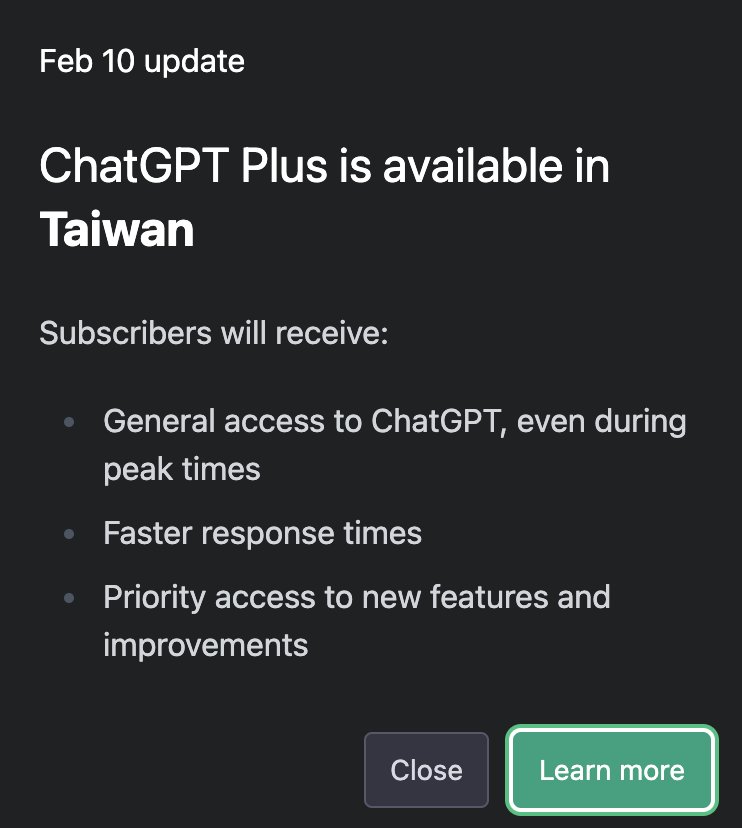 Feb 10 update
ChatGPT Plus is available in
Taiwan
Subscribers will receive:
General access to ChatGPT, even during
peak times
Faster response times
Priority access to new features and
improvements
Close
Learn more